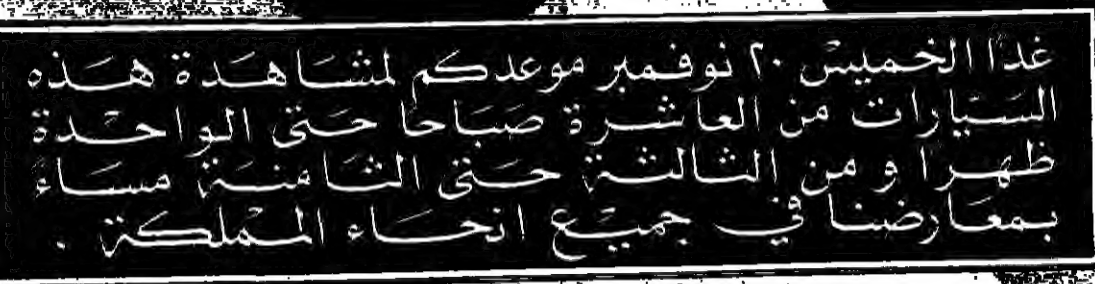 غدا الخميس ٢٠ نوفمبر موعدكم لمشاهدة هذه
السيارات من العاشرة صباحا حتى الواحدة
ظهرا و من الثالثة حتى الثامنة مساء
بمعارضنا في جميع انحاء المملكة .